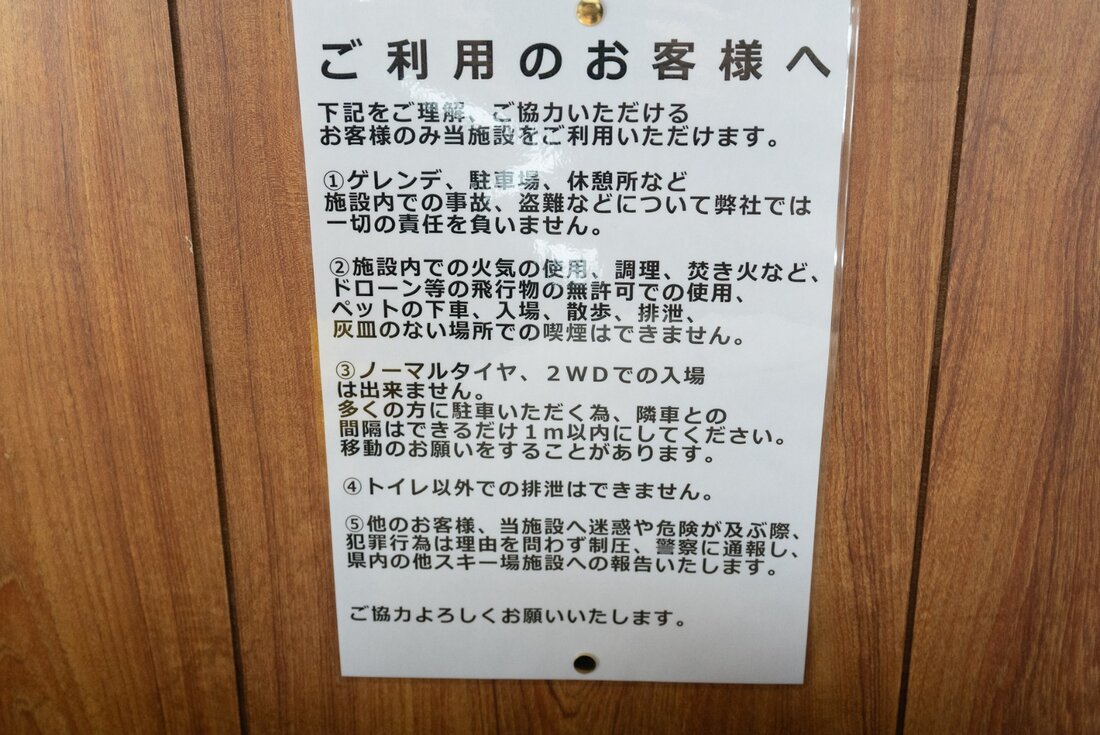 ご利用のお客様へ
下記をご理解、ご協力いただける
お客様のみ当施設をご利用いただけます。
①ゲレンデ、駐車場、休憩所など
施設内での事故、盗難などについて弊社では
一切の責任を負いません。
②施設内での火気の使用、調理、焚き火など、
ドローン等の飛行物の無許可での使用、
ペットの下車、入場、散歩、排泄、
灰皿のない場所での喫煙はできません。
③ノーマルタイヤ、２WDでの入場
は出来ません。
多くの方に駐車いただく為、隣車との
間隔はできるだけ１ｍ以内にしてください。
移動のお願いをすることがあります。
④トイレ以外での排泄はできません。
⑤他のお客様、当施設へ迷惑や危険が及ぶ際、
犯罪行為は理由を問わず制圧、警察に通報し、
県内の他スキー場施設への報告いたします。
ご協力よろしくお願いいたします。